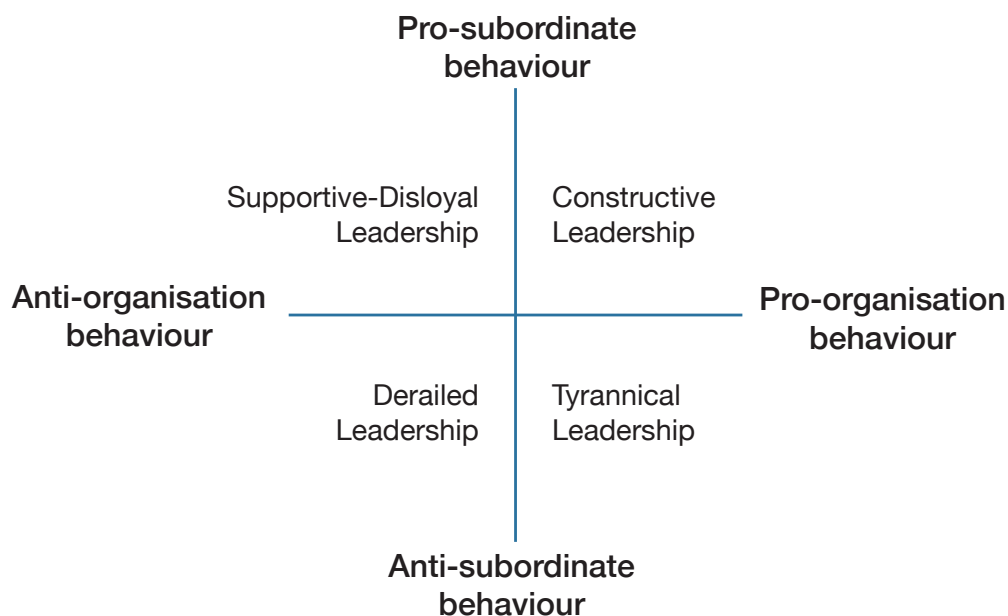 Pro-subordinate
behaviour
Supportive-Disloyal
Leadership
Constructive
Leadership
Anti-organisation
behaviour
Pro-organisation
behaviour
Derailed
Leadership
Tyrannical
Leadership
Anti-subordinate
behaviour